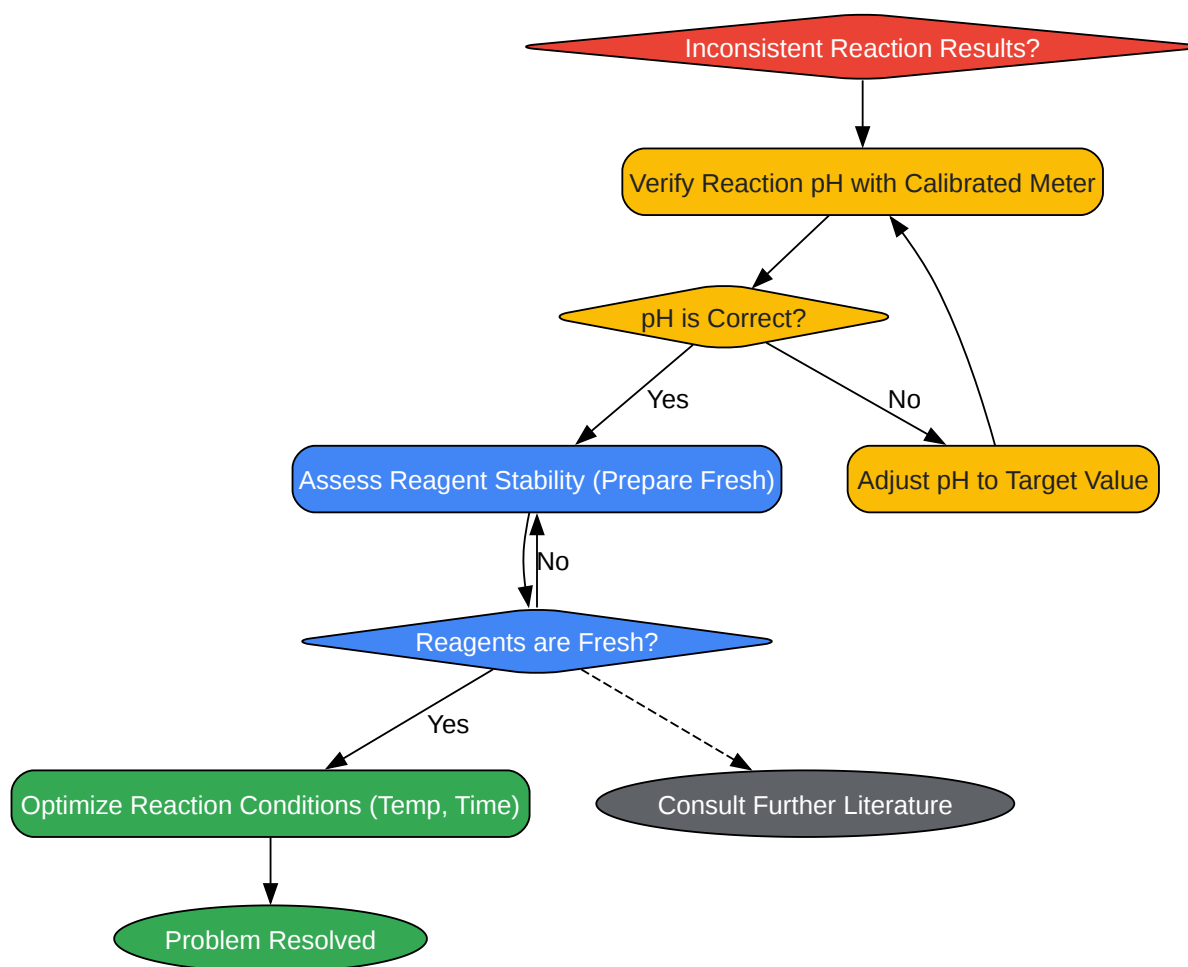 Inconsistent Reaction Results?
Verify Reaction pH with Calibrated Meter
pH is Correct?
Yes
No
Assess Reagent Stability (Prepare Fresh)
Adjust pH to Target Value
No
Reagents are Fresh?
Yes
Optimize Reaction Conditions (Temp, Time)
Consult Further Literature
Problem Resolved